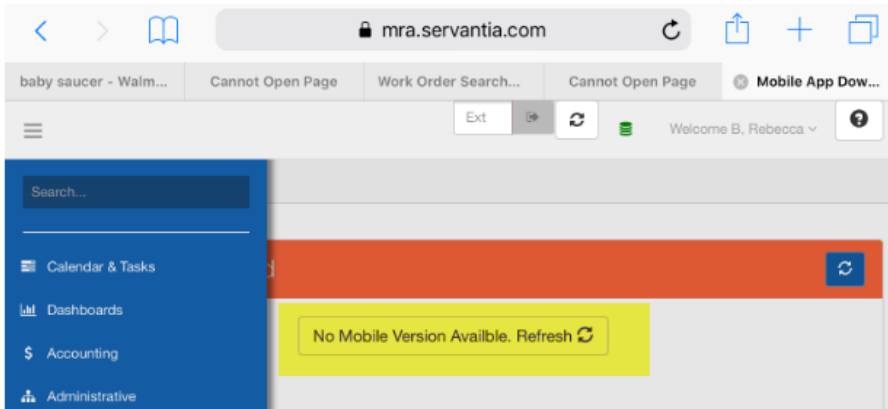 mra.servantia.com
baby saucer - Walm... Cannot Open Page Work Order Search... Cannot Open Page Mobile App Dow...
Ext Welcome B, Rebecca
Search...
Calendar & Tasks
d
Dashboards
No Mobile Version Availble. Refresh
$ Accounting
Administrative